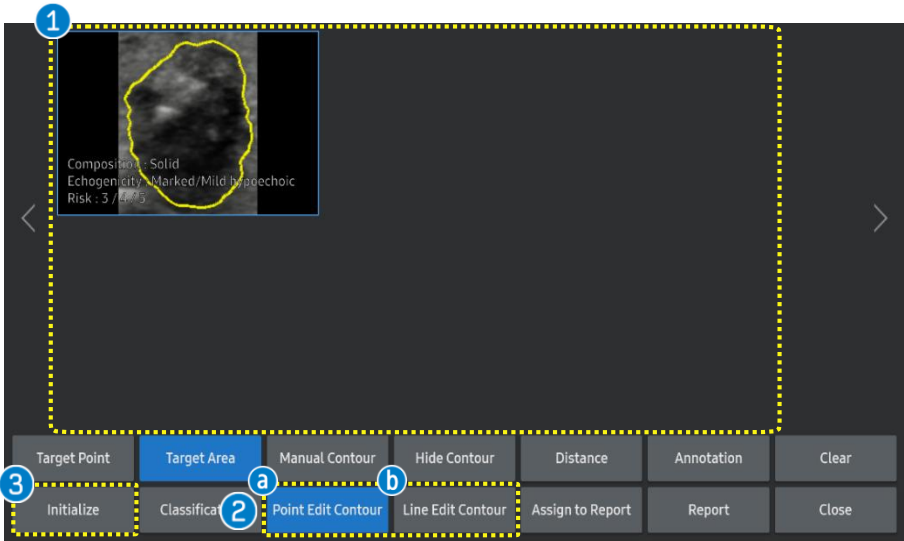 1
Composition : Solid
Echogenicity : Marked/Mild hypoechoic
Risk : 3 / 4 / 5
Target Point
Target Area
Manual Contour
Hide Contour
Distance
Annotation
Clear
3
a
b
Initialize
Classificat
2
Point Edit Contour
Line Edit Contour
Assign to Report
Report
Close